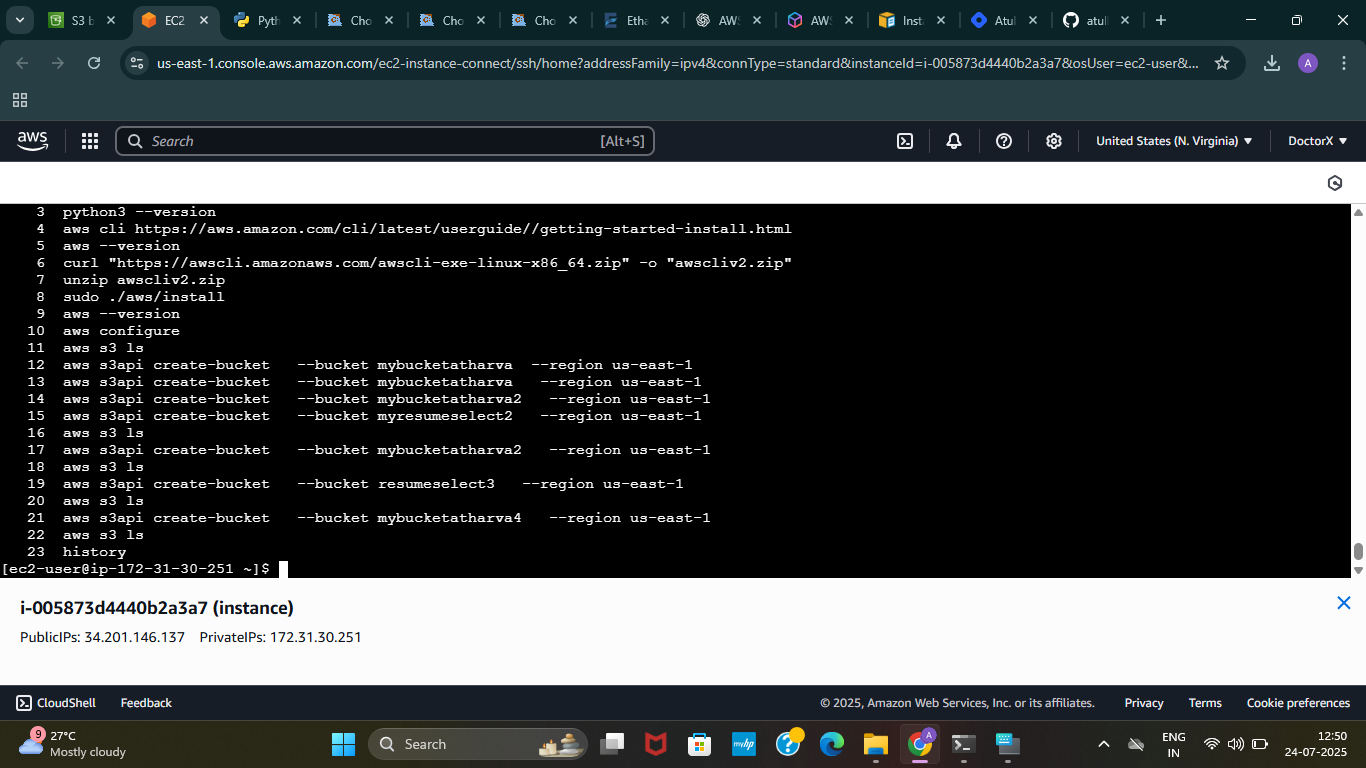 S3 b
EC2
Pyth
Cho
Cho
Cho
Etha
AWS
AWS
Inst
Atul
atull
us-east-1.console.aws.amazon.com/ec2-instance-connect/ssh/home?addressFamily=ipv4&connType=standard&instanceId=i-005873d4440b2a3a7&osUser=ec2-user&...
A
aws
Search
[Alt+S]
United States (N. Virginia)
DoctorX
3 python3 --version
4 aws cli https://aws.amazon.com/cli/latest/userguide//getting-started-install.html
5 aws --version
6 curl "https://awscli.amazonaws.com/awscli-exe-linux-x86_64.zip" -o "awscliv2.zip"
7 unzip awscliv2.zip
8 sudo ./aws/install
9 aws --version
10 aws configure
11 aws s3 ls
12 aws s3api create-bucket --bucket mybucketatharva --region us-east-1
13 aws s3api create-bucket --bucket mybucketatharva --region us-east-1
14 aws s3api create-bucket --bucket mybucketatharva2 --region us-east-1
15 aws s3api create-bucket --bucket myresumeselect2 --region us-east-1
16 aws s3 ls
17 aws s3api create-bucket --bucket mybucketatharva2 --region us-east-1
18 aws s3 ls
19 aws s3api create-bucket --bucket resumeselect3 --region us-east-1
20 aws s3 ls
21 aws s3api create-bucket --bucket mybucketatharva4 --region us-east-1
22 aws s3 ls
23 history
[ec2-user@ip-172-31-30-251 ~]$
i-005873d4440b2a3a7 (instance)
PublicIPs: 34.201.146.137 PrivateIPs: 172.31.30.251
CloudShell
Feedback
© 2025, Amazon Web Services, Inc. or its affiliates.
Privacy
Terms
Cookie preferences
9
27°C
Mostly cloudy
Search
myhp
A
ENG
IN
12:50
24-07-2025